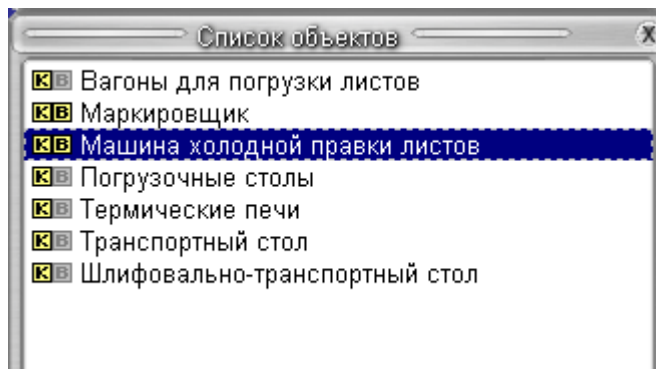 Список объектов X
КВ Вагоны для погрузки листов
КВ Маркировщик
КВ Машина холодной правки листов
КВ Погрузочные столы
КВ Термические печи
КВ Транспортный стол
КВ Шлифовально-транспортный стол